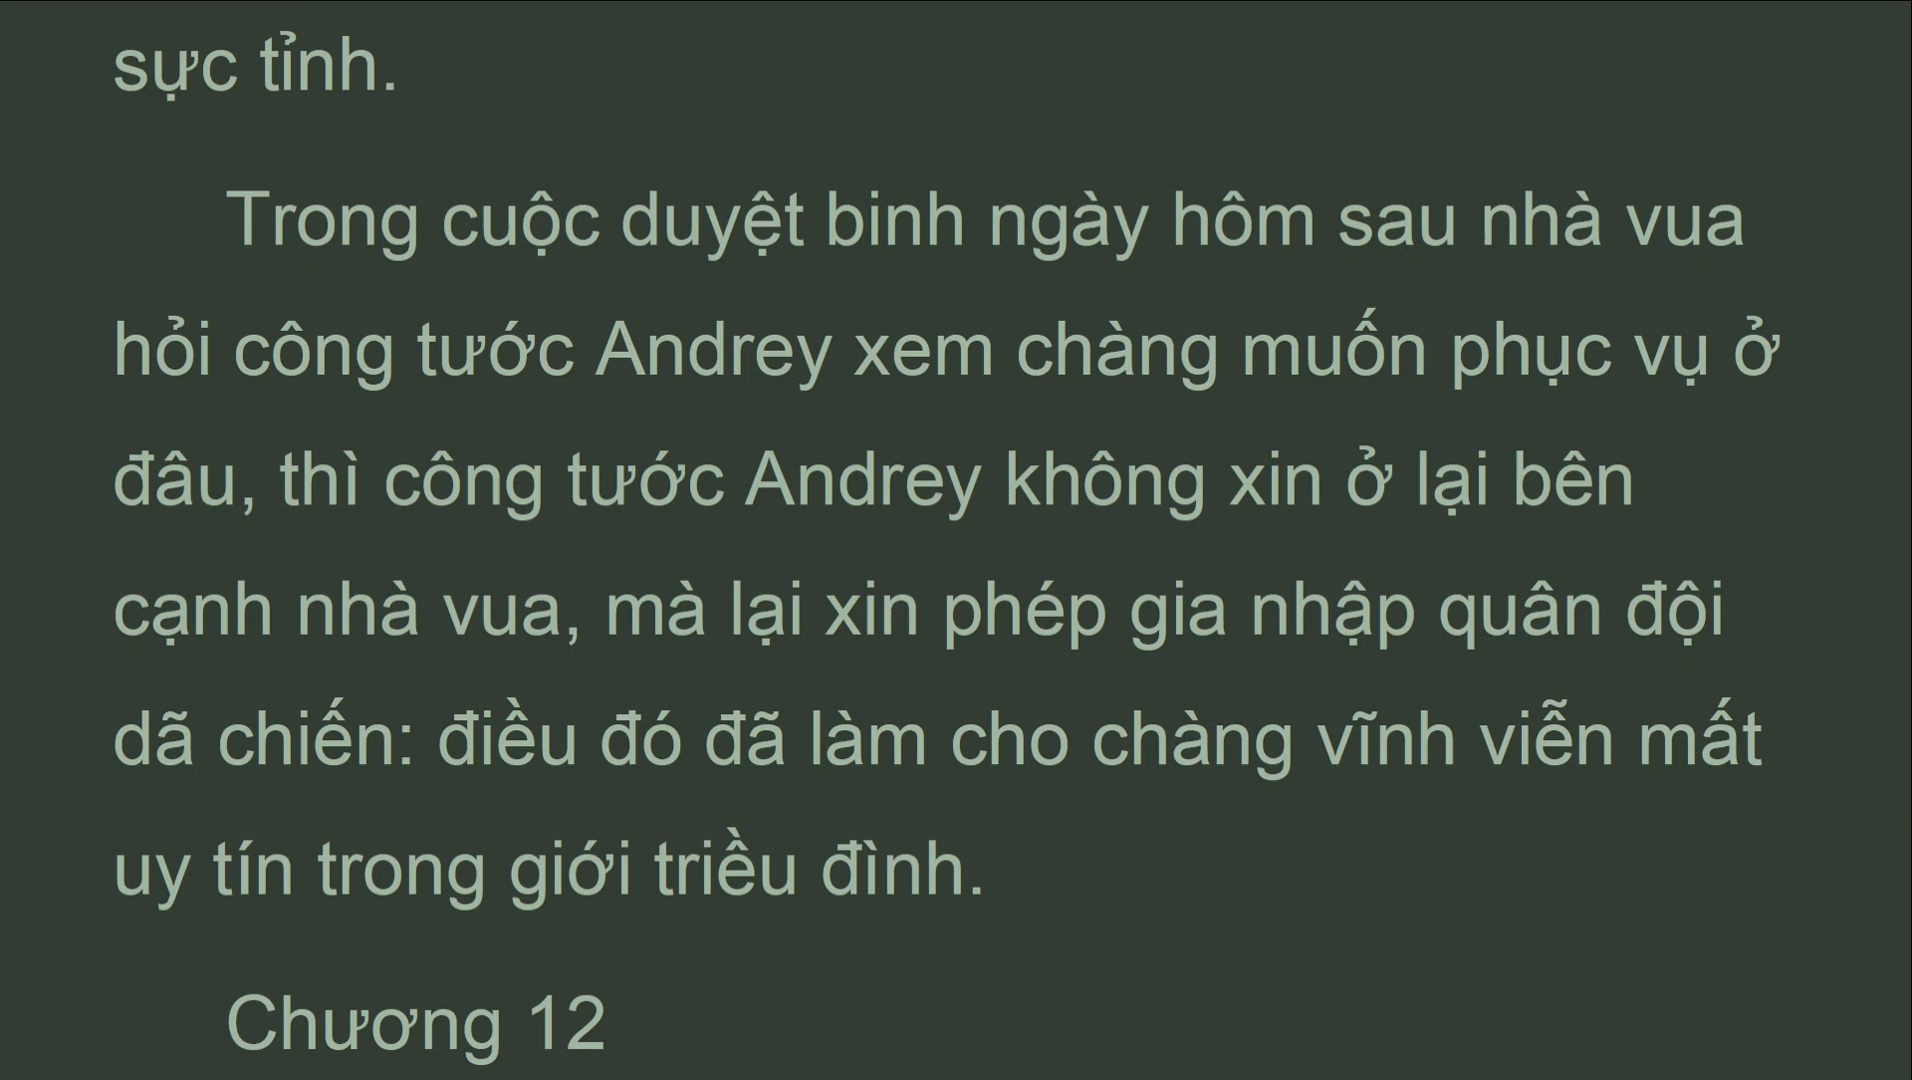 sực tỉnh.
Trong cuộc duyệt binh ngày hôm sau nhà vua
hỏi công tước Andrey xem chàng muốn phục vụ ở
đâu, thì công tước Andrey không xin ở lại bên
cạnh nhà vua, mà lại xin phép gia nhập quân đội
dã chiến: điều đó đã làm cho chàng vĩnh viễn mất
uy tín trong giới triều đình.
Chương 12